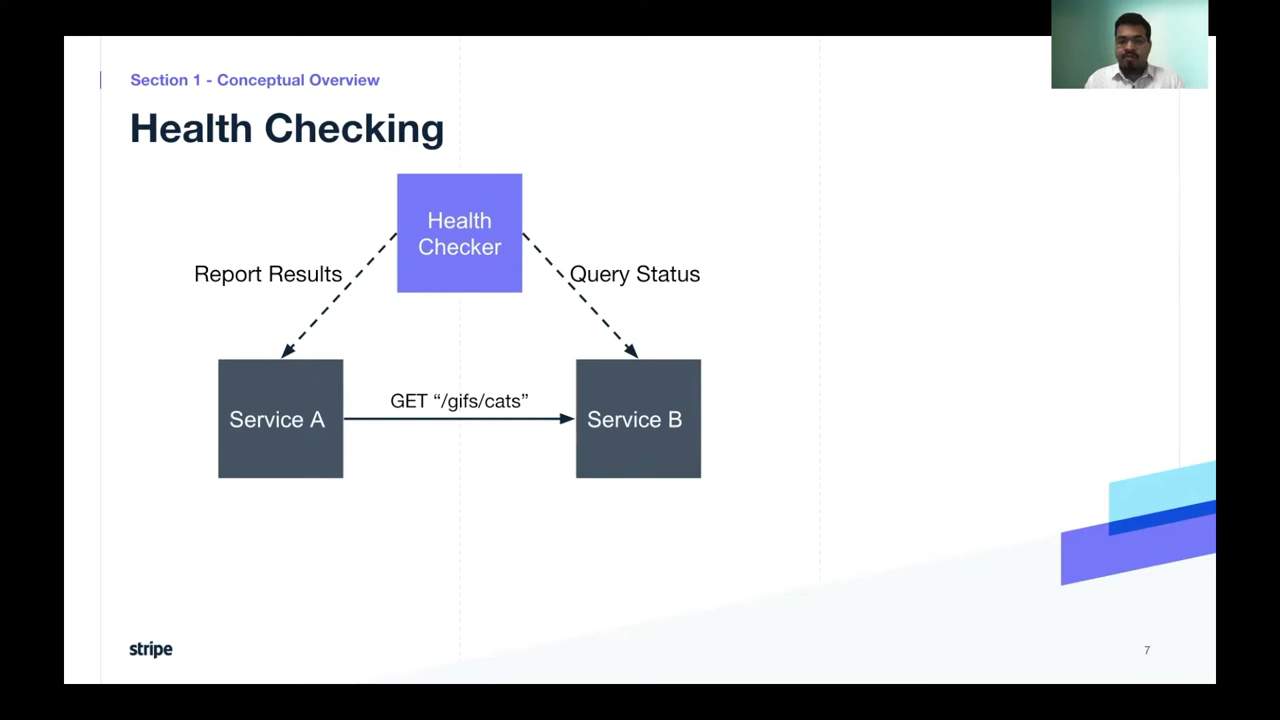 Section 1 - Conceptual Overview
Health Checking
Health
Checker
Report Results
Query Status
GET “/gifs/cats”
Service A
Service B
stripe
7